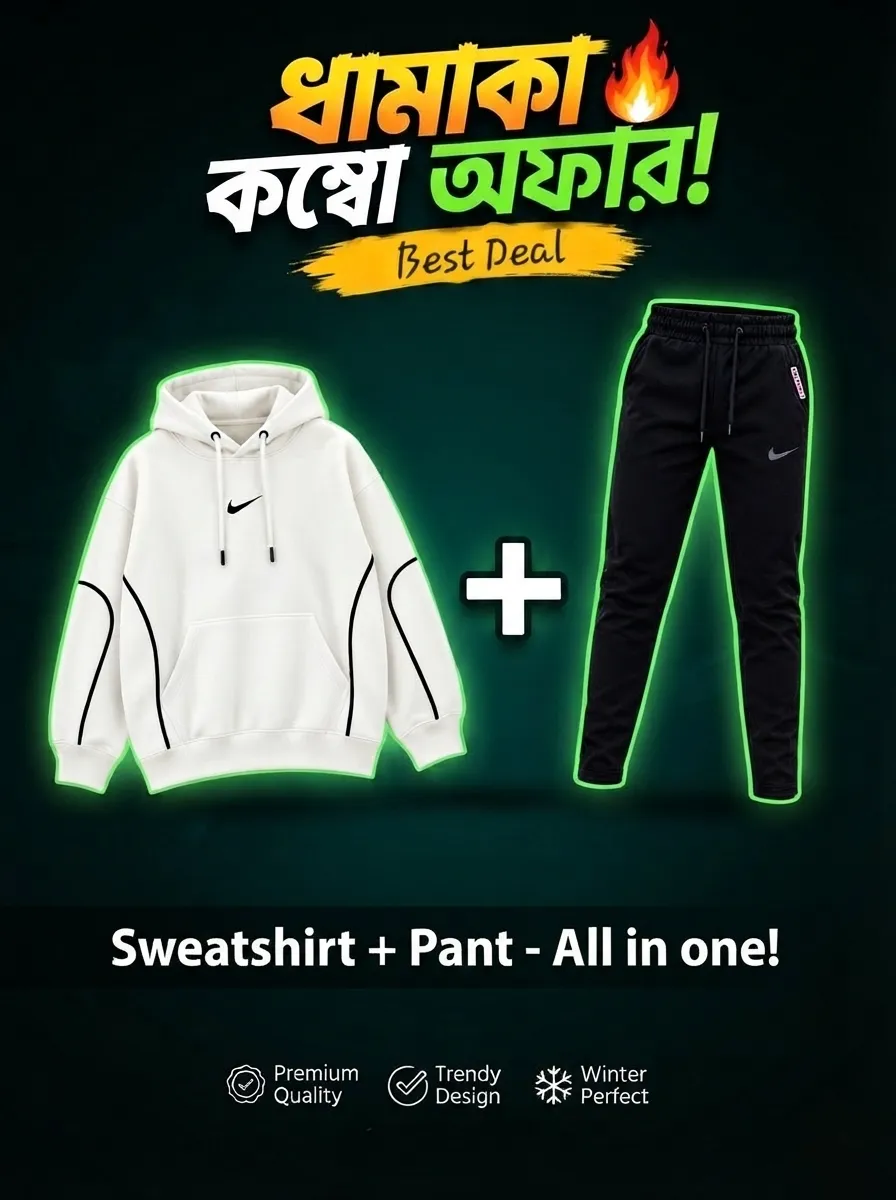 ধামাকা
কম্বো অফার!
Best Deal
Sweatshirt + Pant - All in one!
Premium Quality
Trendy Design
Winter Perfect